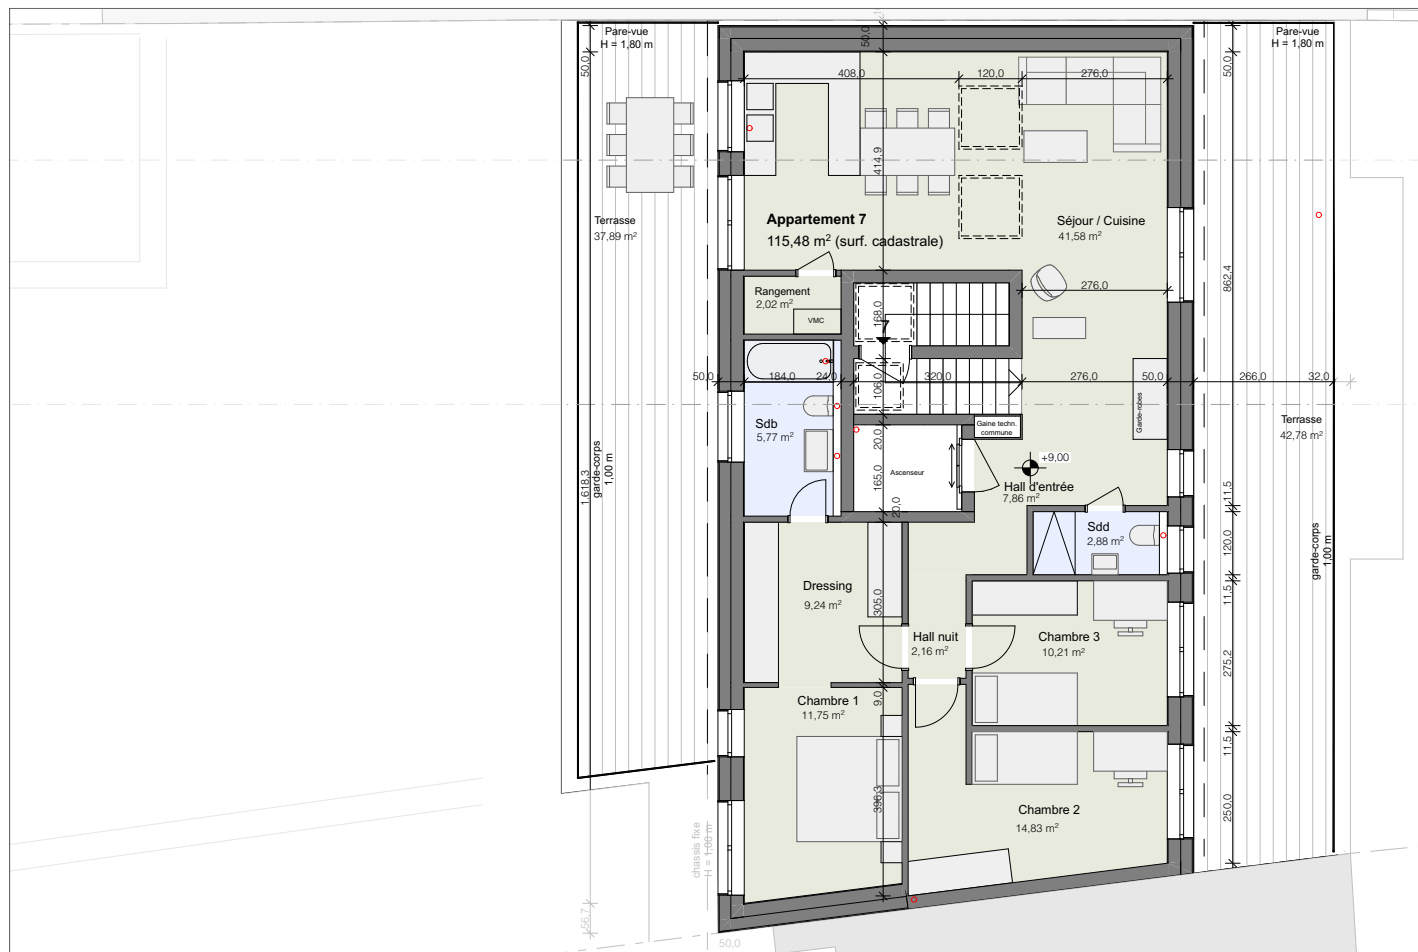 Pare-vue
H = 1,80 m
Pare-vue
H = 1,80 m
50,0
50,0
50,0
408,0
120,0
276,0
414,9
Terrasse
37,89 m²
Appartement 7
115,48 m² (surf. cadastrale)
Séjour / Cuisine
41,58 m²
862,4
Rangement
2,02 m²
VMC
168,0
7
276,0
50,0
184,0
24,0
106,0
320,0
276,0
50,0
266,0
32,0
Garde-robes
Terrasse
42,78 m²
Sdb
5,77 m²
20,0
Gaine techn.
commune
Ascenseur
165,0
20,0
+9,00
Hall d'entrée
7,86 m²
1.618,3
garde-corps
1,00 m
11,5
Sdd
2,88 m²
120,0
garde-corps
1,00 m
Dressing
9,24 m²
305,0
11,5
Hall nuit
2,16 m²
Chambre 3
10,21 m²
275,2
Chambre 1
11,75 m²
9,0
11,5
396,3
Chambre 2
14,83 m²
250,0
chassis fixe
H = 1,00 m
56,7
50,0